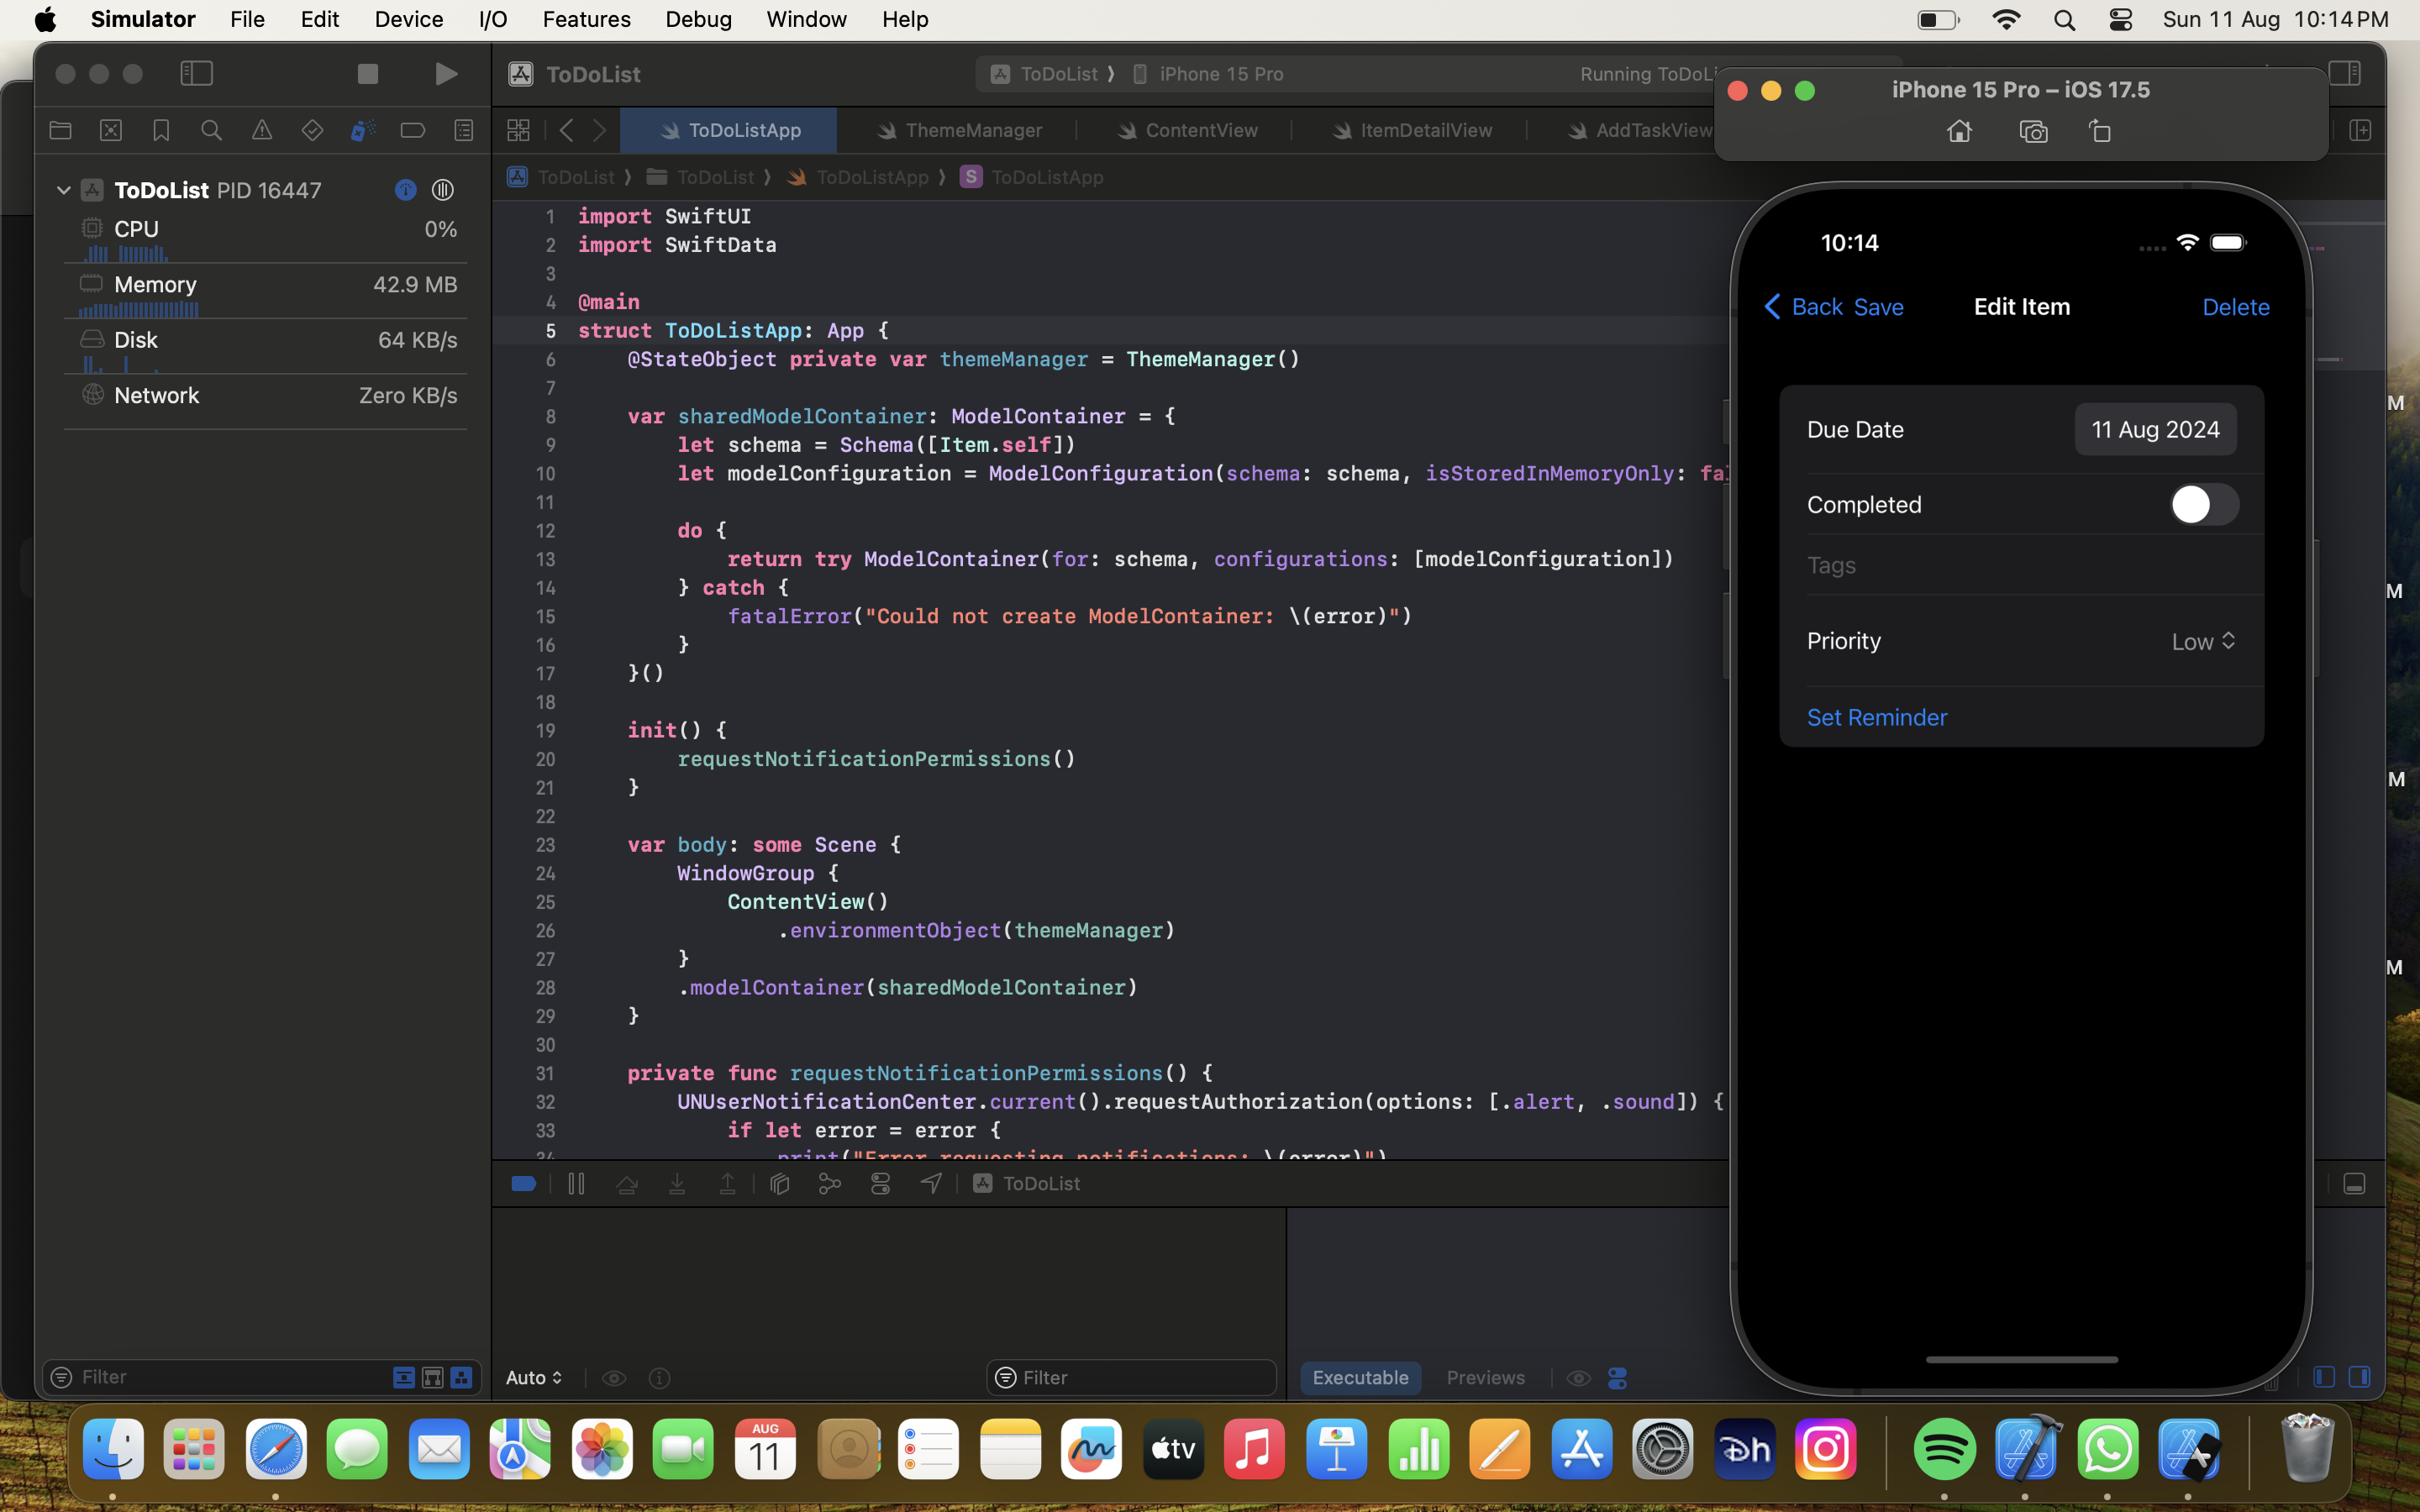 Simulator File Edit Device I/O Features Debug Window Help Sun 11 Aug 10:14 PM
ToDoList
ToDoList ⟩ iPhone 15 Pro
Running
ToDoListApp ThemeManager ContentView ItemDetailView AddTaskView
ToDoList ⟩ ToDoList ⟩ ToDoListApp ⟩ S ToDoListApp
ToDoList PID 16447
CPU 0%
Memory 42.9 MB
Disk 64 KB/s
Network Zero KB/s
Filter
1 import SwiftUI
2 import SwiftData
3
4 @main
5 struct ToDoListApp: App {
6 @StateObject private var themeManager = ThemeManager()
7
8 var sharedModelContainer: ModelContainer = {
9 let schema = Schema([Item.self])
10 let modelConfiguration = ModelConfiguration(schema: schema, isStoredInMemoryOnly:
11
12 do {
13 return try ModelContainer(for: schema, configurations: [modelConfiguration])
14 } catch {
15 fatalError("Could not create ModelContainer: \(error)")
16 }
17 }()
18
19 init() {
20 requestNotificationPermissions()
21 }
22
23 var body: some Scene {
24 WindowGroup {
25 ContentView()
26 .environmentObject(themeManager)
27 }
28 .modelContainer(sharedModelContainer)
29 }
30
31 private func requestNotificationPermissions() {
32 UNUserNotificationCenter.current().requestAuthorization(options: [.alert, .sound]) {
33 if let error = error {
34 print("Error requesting notifications: \(error)")
ToDoList
Auto
Filter
Executable Previews
iPhone 15 Pro – iOS 17.5
10:14
Back Save Edit Item Delete
Due Date 11 Aug 2024
Completed
Tags
Priority Low
Set Reminder
M
M
M
M
AUG
11
tv